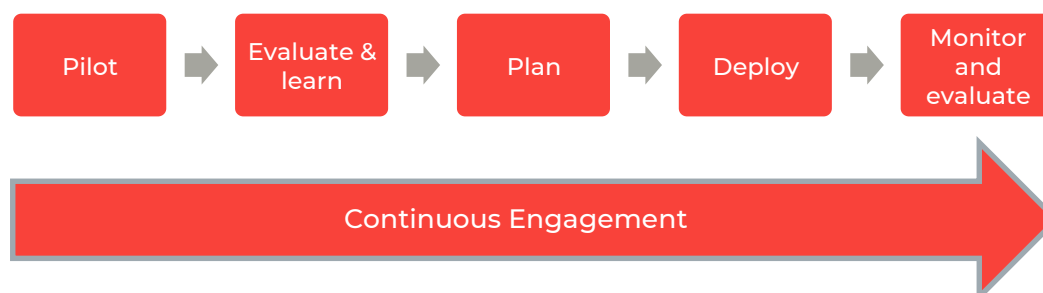 Pilot
Evaluate &
learn
Plan
Deploy
Monitor
and
evaluate
Continuous Engagement